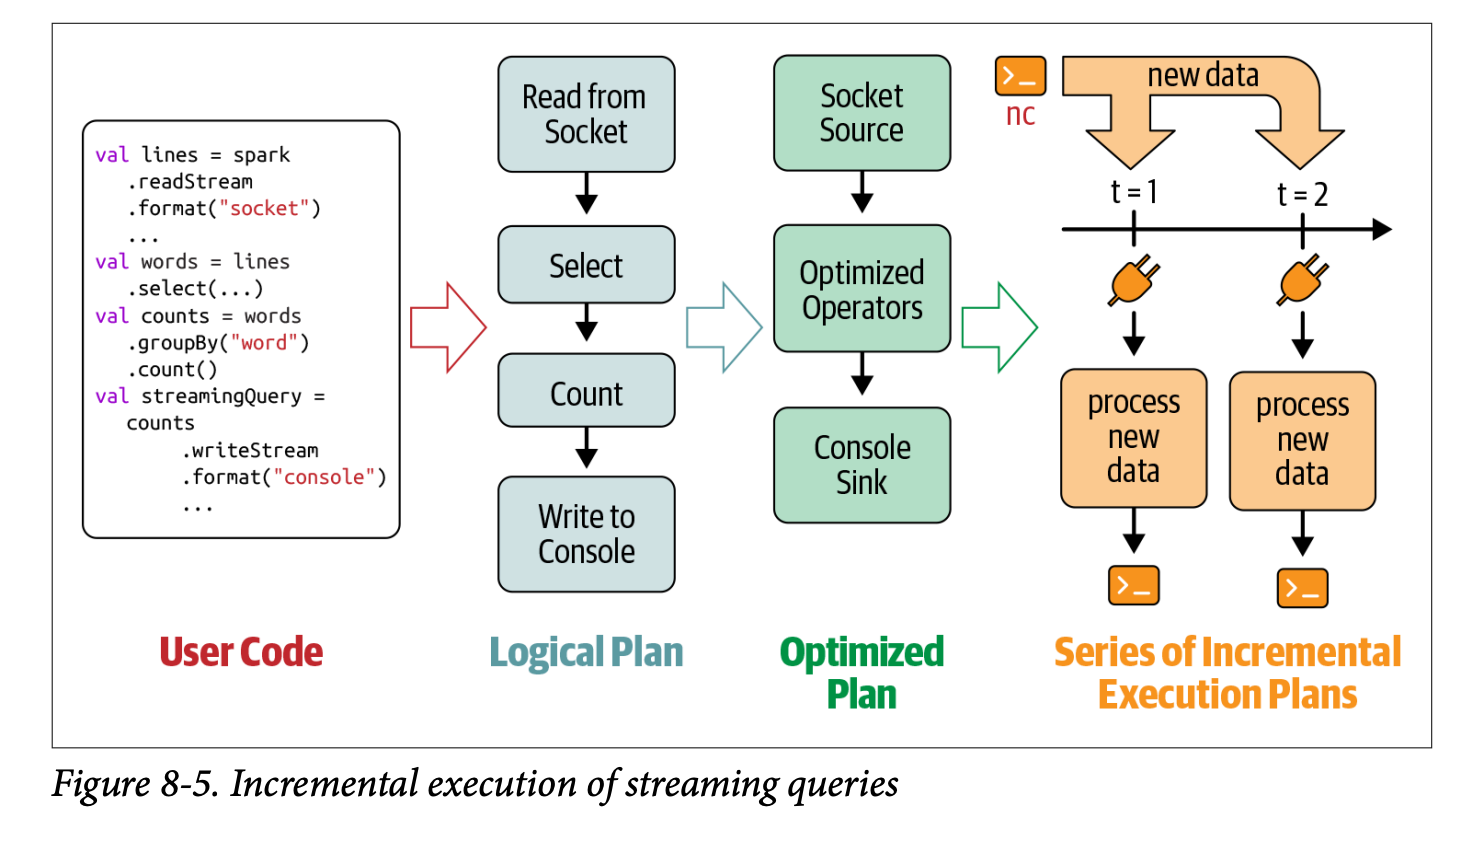 val lines = spark
.readStream
.format("socket")
...
val words = lines
.select(...)
val counts = words
.groupBy("word")
.count()
val streamingQuery =
counts
.writeStream
.format("console")
...
User Code
Read from
Socket
Select
Count
Write to
Console
Logical Plan
Socket
Source
Optimized
Operators
Console
Sink
Optimized
Plan
>_
nc
new data
t = 1
t = 2
process
new
data
process
new
data
>_
>_
Series of Incremental
Execution Plans
Figure 8-5. Incremental execution of streaming queries